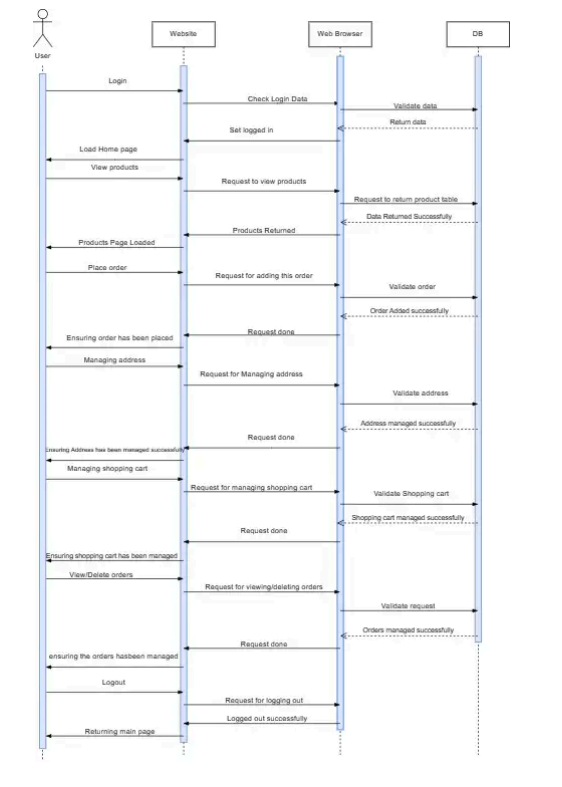 Website
Web Browser
DB
User
Login
Check Login Data
Validate data
Return data
Set logged in
Load Home page
View products
Request to view products
Request to return product table
Data Returned Successfully
Products Returned
Products Page Loaded
Place order
Request for adding this order
Validate order
Order Added successfully
Request done
Ensuring order has been placed
Managing address
Request for Managing address
Validate address
Address managed successfully
Request done
Ensuring Address has been managed successfully
Managing shopping cart
Request for managing shopping cart
Validate Shopping cart
Shopping cart managed successfully
Request done
Ensuring shopping cart has been managed
View/Delete orders
Request for viewing/deleting orders
Validate request
Orders managed successfully
Request done
ensuring the orders hasbeen managed
Logout
Request for logging out
Logged out successfully
Returning main page